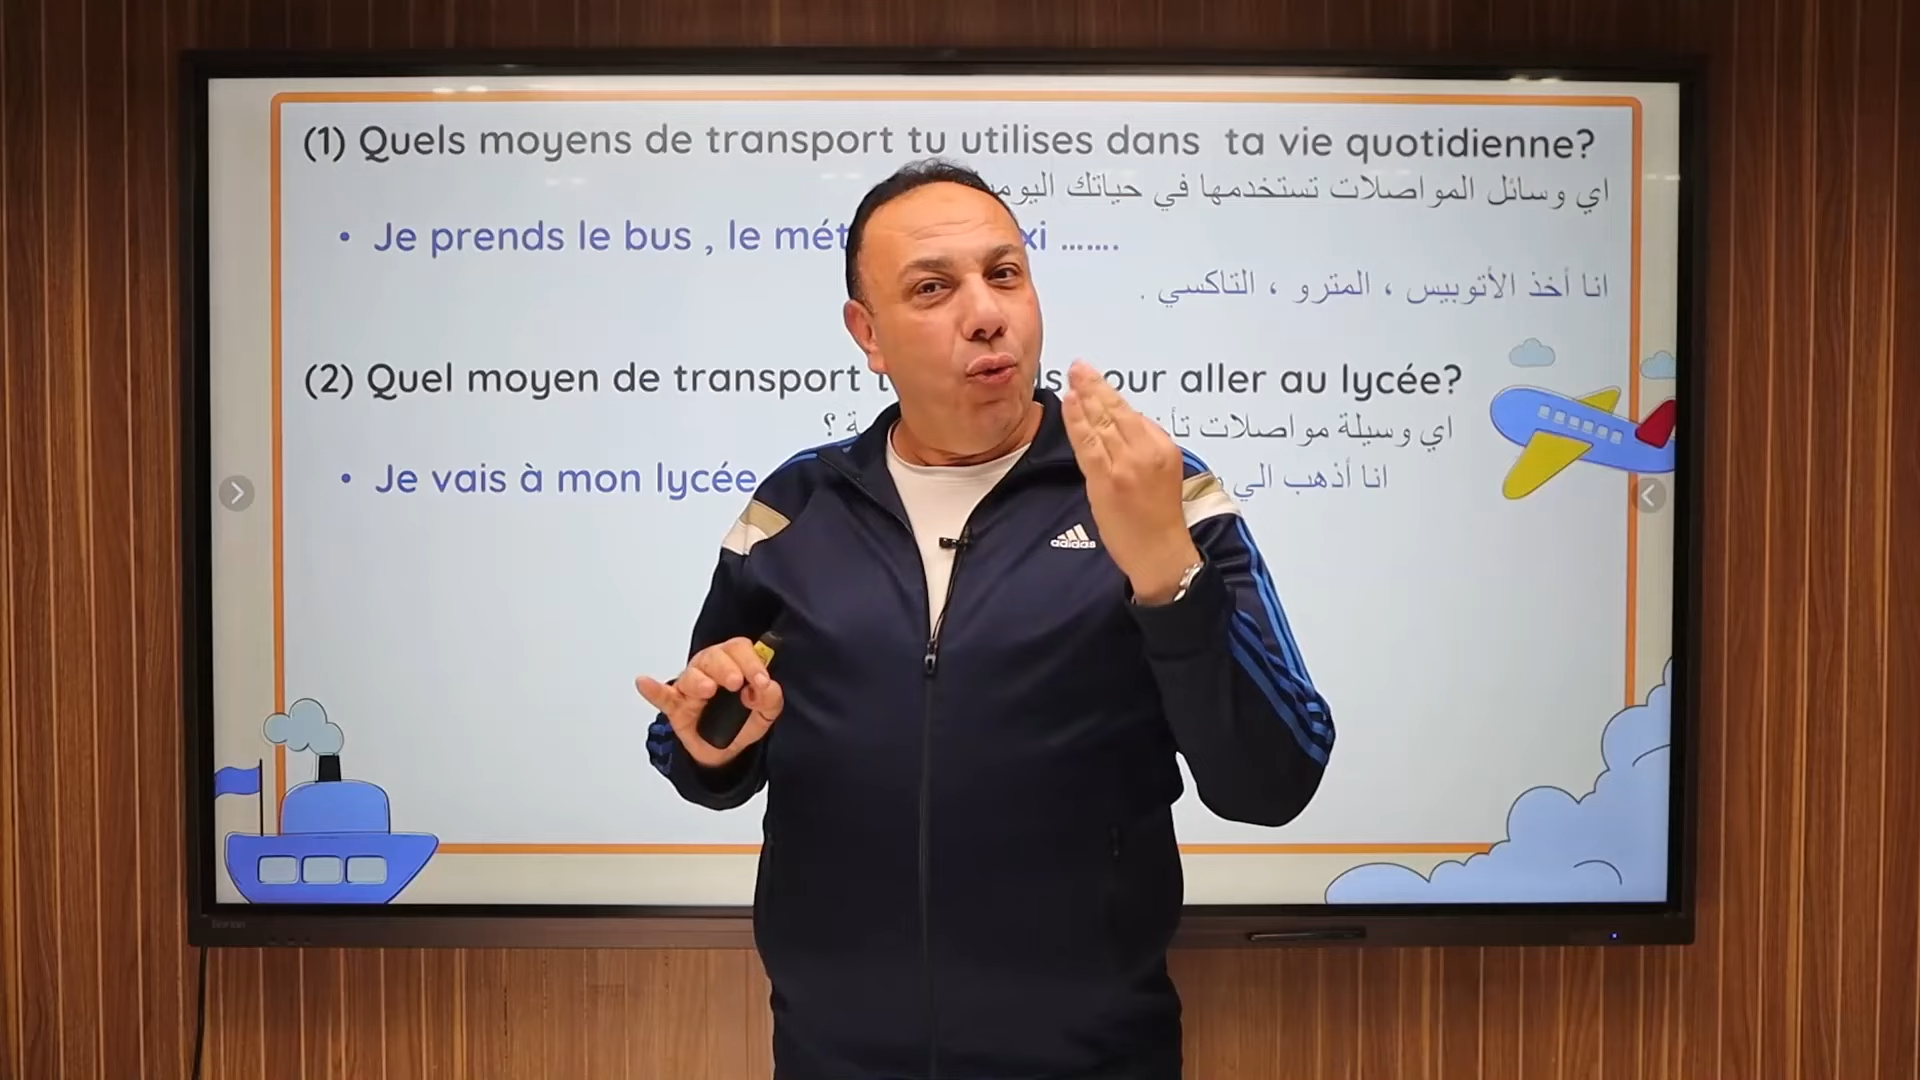 (1) Quels moyens de transport tu utilises dans ta vie quotidienne?
اي وسائل المواصلات تستخدمها في حياتك
• Je prends le bus , le .......
انا أخذ الأتوبيس ، المترو ، التاكسي .
(2) Quel moyen de transport aller au lycée?
اي وسيلة مواصلات ؟
• Je vais à mon lycée
انا أذهب الي
adidas